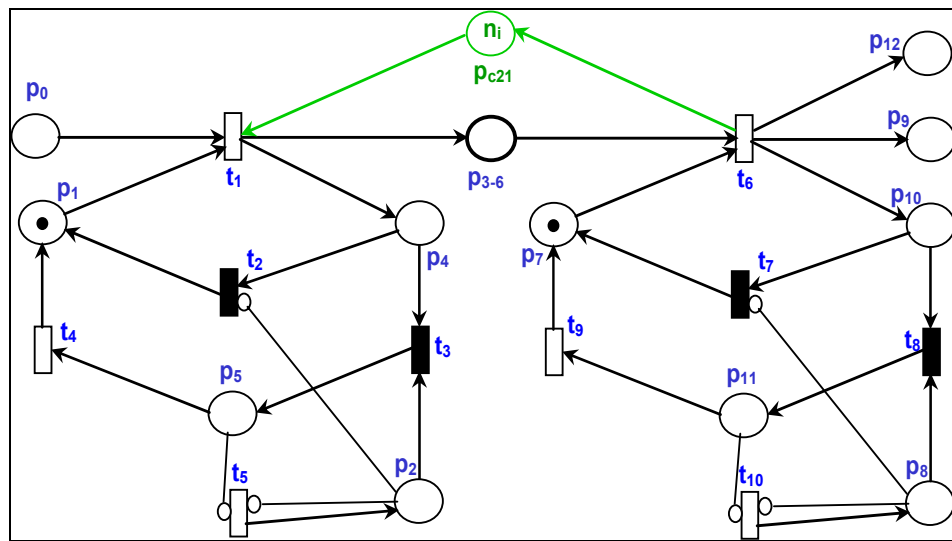 nᵢ
p₁₂
p_c21
p₀
p₉
t₁
p₃₋₆
t₆
p₁
p₁₀
t₂
p₄
p₇
t₇
t₄
t₃
t₉
t₈
p₅
p₁₁
t₅
p₂
t₁₀
p₈